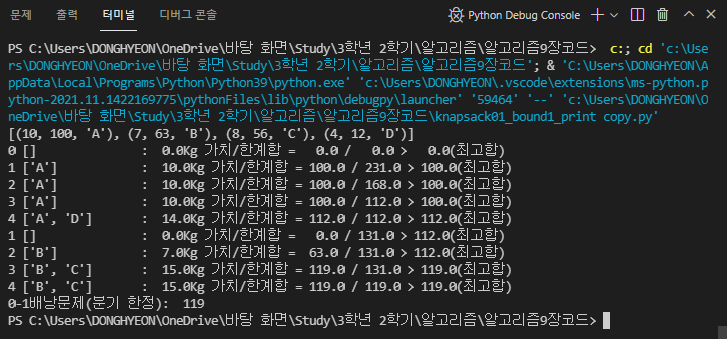 문제 출력 터미널 디버그 콘솔 Python Debug Console
PS C:\Users\DONGHYEON\OneDrive\바탕 화면\Study\3학년 2학기\알고리즘\알고리즘9장코드>  c:; cd 'c:\Use
rs\DONGHYEON\OneDrive\바탕 화면\Study\3학년 2학기\알고리즘\알고리즘9장코드'; & 'C:\Users\DONGHYEON\A
ppData\Local\Programs\Python\Python39\python.exe' 'c:\Users\DONGHYEON\.vscode\extensions\ms-python.p
ython-2021.11.1422169775\pythonFiles\lib\python\debugpy\launcher' '59464' '--' 'c:\Users\DONGHYEON\O
neDrive\바탕 화면\Study\3학년 2학기\알고리즘\알고리즘9장코드\knapsack01_bound1_print copy.py'
[(10, 100, 'A'), (7, 63, 'B'), (8, 56, 'C'), (4, 12, 'D')]
0 []             :  0.0Kg 가치/한계합 =   0.0 /   0.0 >   0.0(최고합)
1 ['A']          : 10.0Kg 가치/한계합 = 100.0 / 231.0 > 100.0(최고합)
2 ['A']          : 10.0Kg 가치/한계합 = 100.0 / 168.0 > 100.0(최고합)
3 ['A']          : 10.0Kg 가치/한계합 = 100.0 / 112.0 > 100.0(최고합)
4 ['A', 'D']     : 14.0Kg 가치/한계합 = 112.0 / 112.0 > 112.0(최고합)
1 []             :  0.0Kg 가치/한계합 =   0.0 / 131.0 > 112.0(최고합)
2 ['B']          :  7.0Kg 가치/한계합 =  63.0 / 131.0 > 112.0(최고합)
3 ['B', 'C']     : 15.0Kg 가치/한계합 = 119.0 / 131.0 > 119.0(최고합)
4 ['B', 'C']     : 15.0Kg 가치/한계합 = 119.0 / 119.0 > 119.0(최고합)
0-1배낭문제(분기 한정):  119
PS C:\Users\DONGHYEON\OneDrive\바탕 화면\Study\3학년 2학기\알고리즘\알고리즘9장코드>